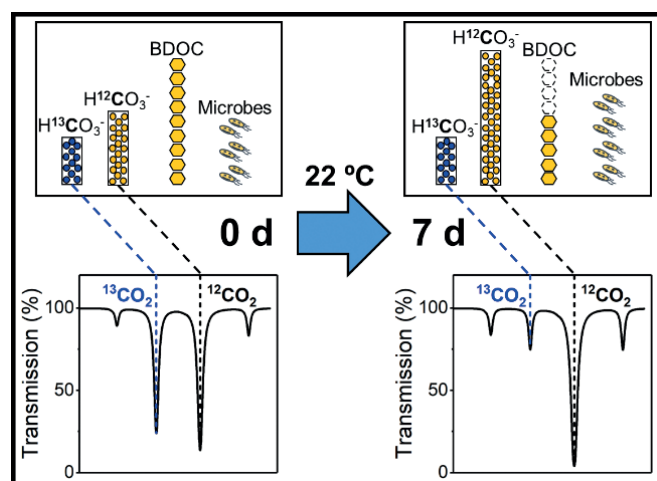 BDOC
H¹²CO₃⁻
Microbes
H¹³CO₃⁻
22 ºC
0 d
7 d
H¹²CO₃⁻
BDOC
Microbes
H¹³CO₃⁻
¹³CO₂
¹²CO₂
100
50
0
Transmission (%)
¹³CO₂
¹²CO₂
100
50
0
Transmission (%)